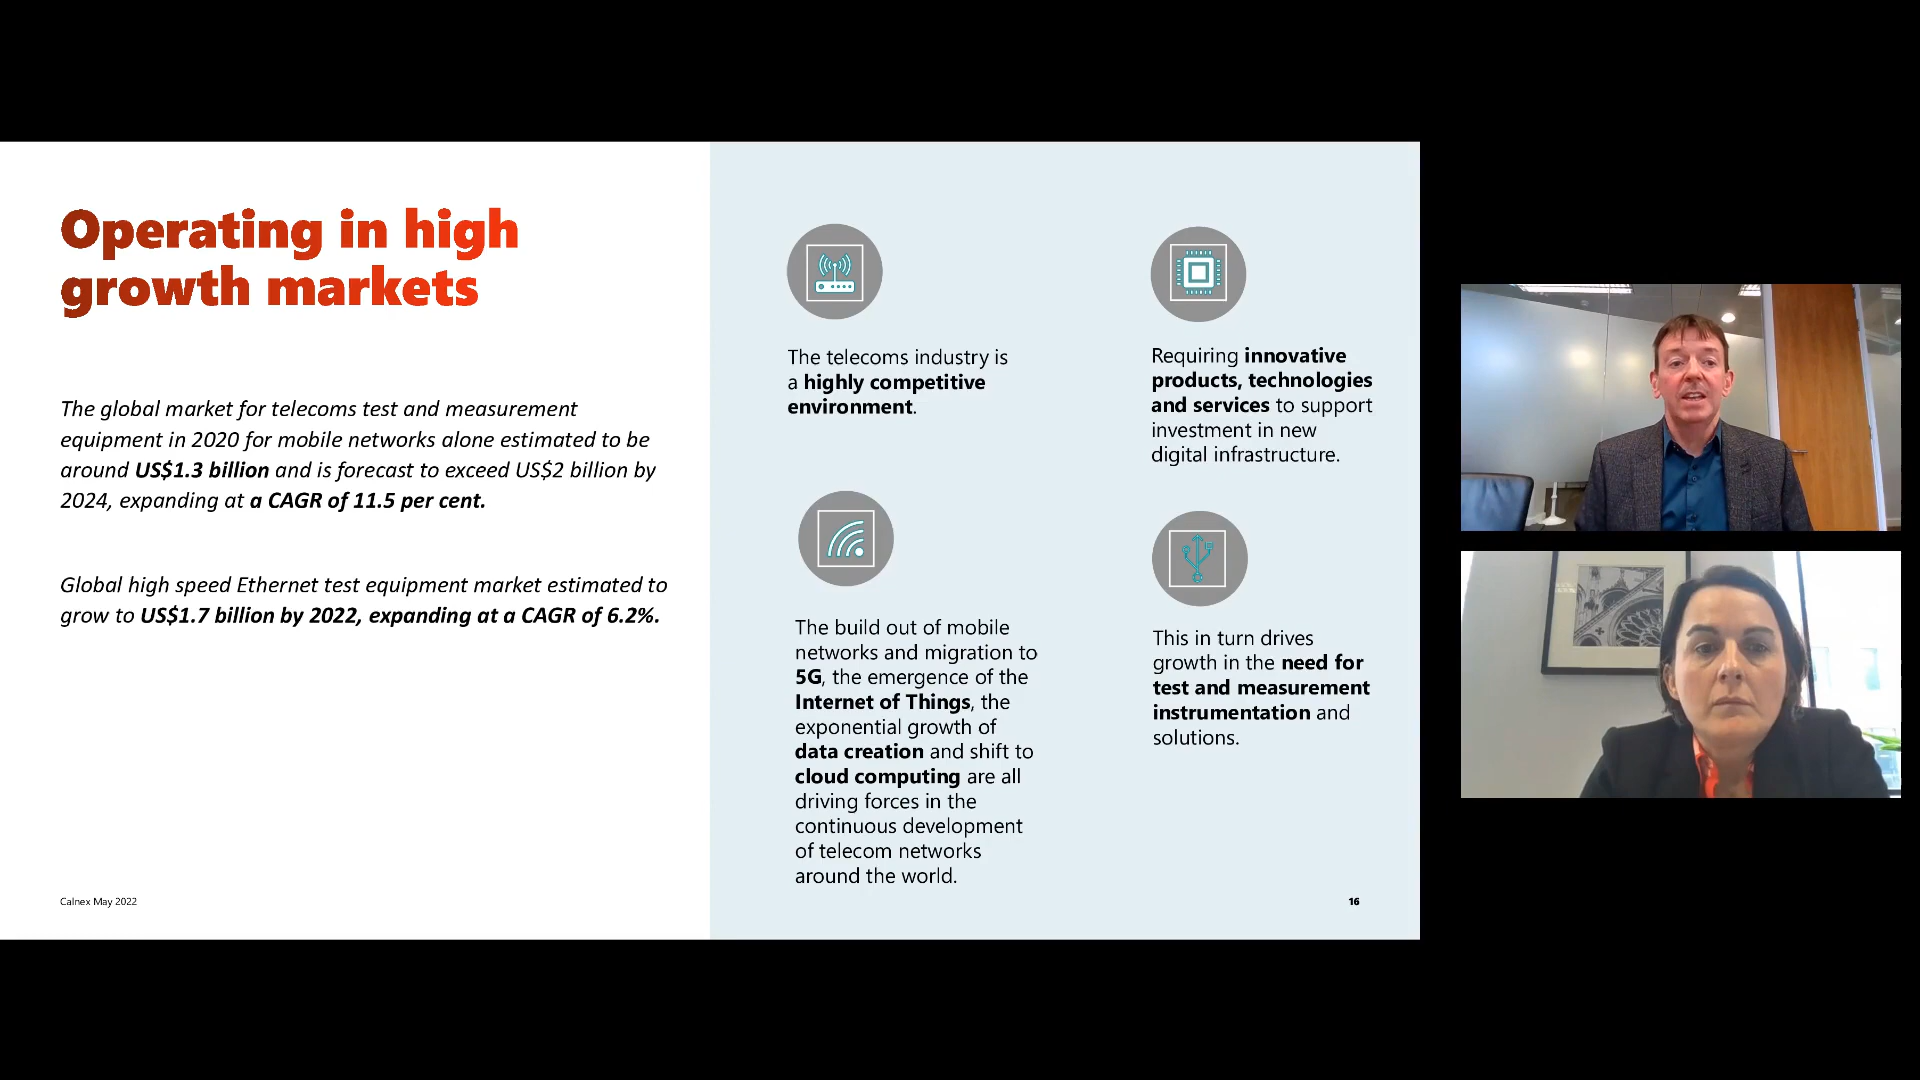 Operating in high
growth markets
The global market for telecoms test and measurement
equipment in 2020 for mobile networks alone estimated to be
around US$1.3 billion and is forecast to exceed US$2 billion by
2024, expanding at a CAGR of 11.5 per cent.
Global high speed Ethernet test equipment market estimated to
grow to US$1.7 billion by 2022, expanding at a CAGR of 6.2%.
The telecoms industry is
a highly competitive
environment.
Requiring innovative
products, technologies
and services to support
investment in new
digital infrastructure.
The build out of mobile
networks and migration to
5G, the emergence of the
Internet of Things, the
exponential growth of
data creation and shift to
cloud computing are all
driving forces in the
continuous development
of telecom networks
around the world.
This in turn drives
growth in the need for
test and measurement
instrumentation and
solutions.
Calnex May 2022
16